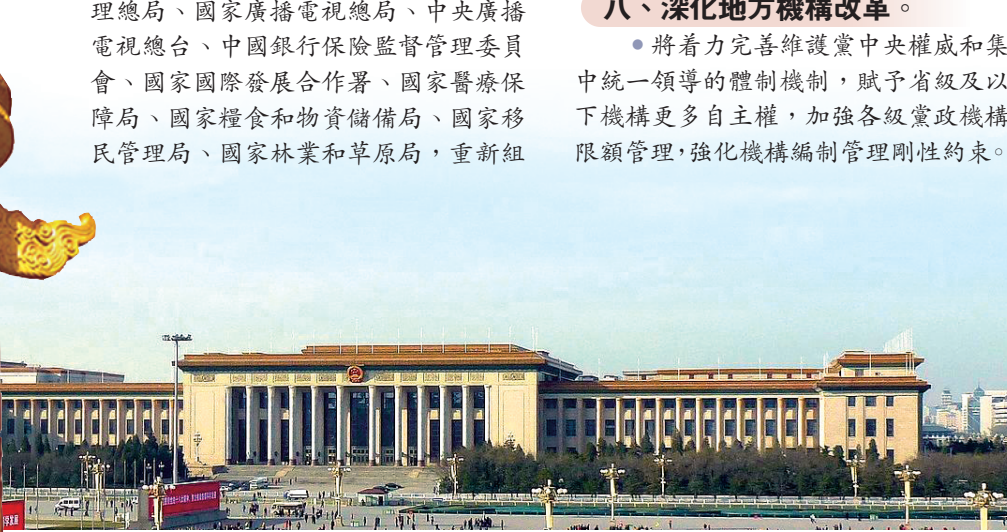 理總局、國家廣播電視總局、中央廣播
電視總台、中國銀行保險監督管理委員
會、國家國際發展合作署、國家醫療保
障局、國家糧食和物資儲備局、國家移
民管理局、國家林業和草原局，重新組
八、深化地方機構改革。
•將着力完善維護黨中央權威和集
中統一領導的體制機制，賦予省級及以
下機構更多自主權，加強各級黨政機構
限額管理，強化機構編制管理剛性約束。